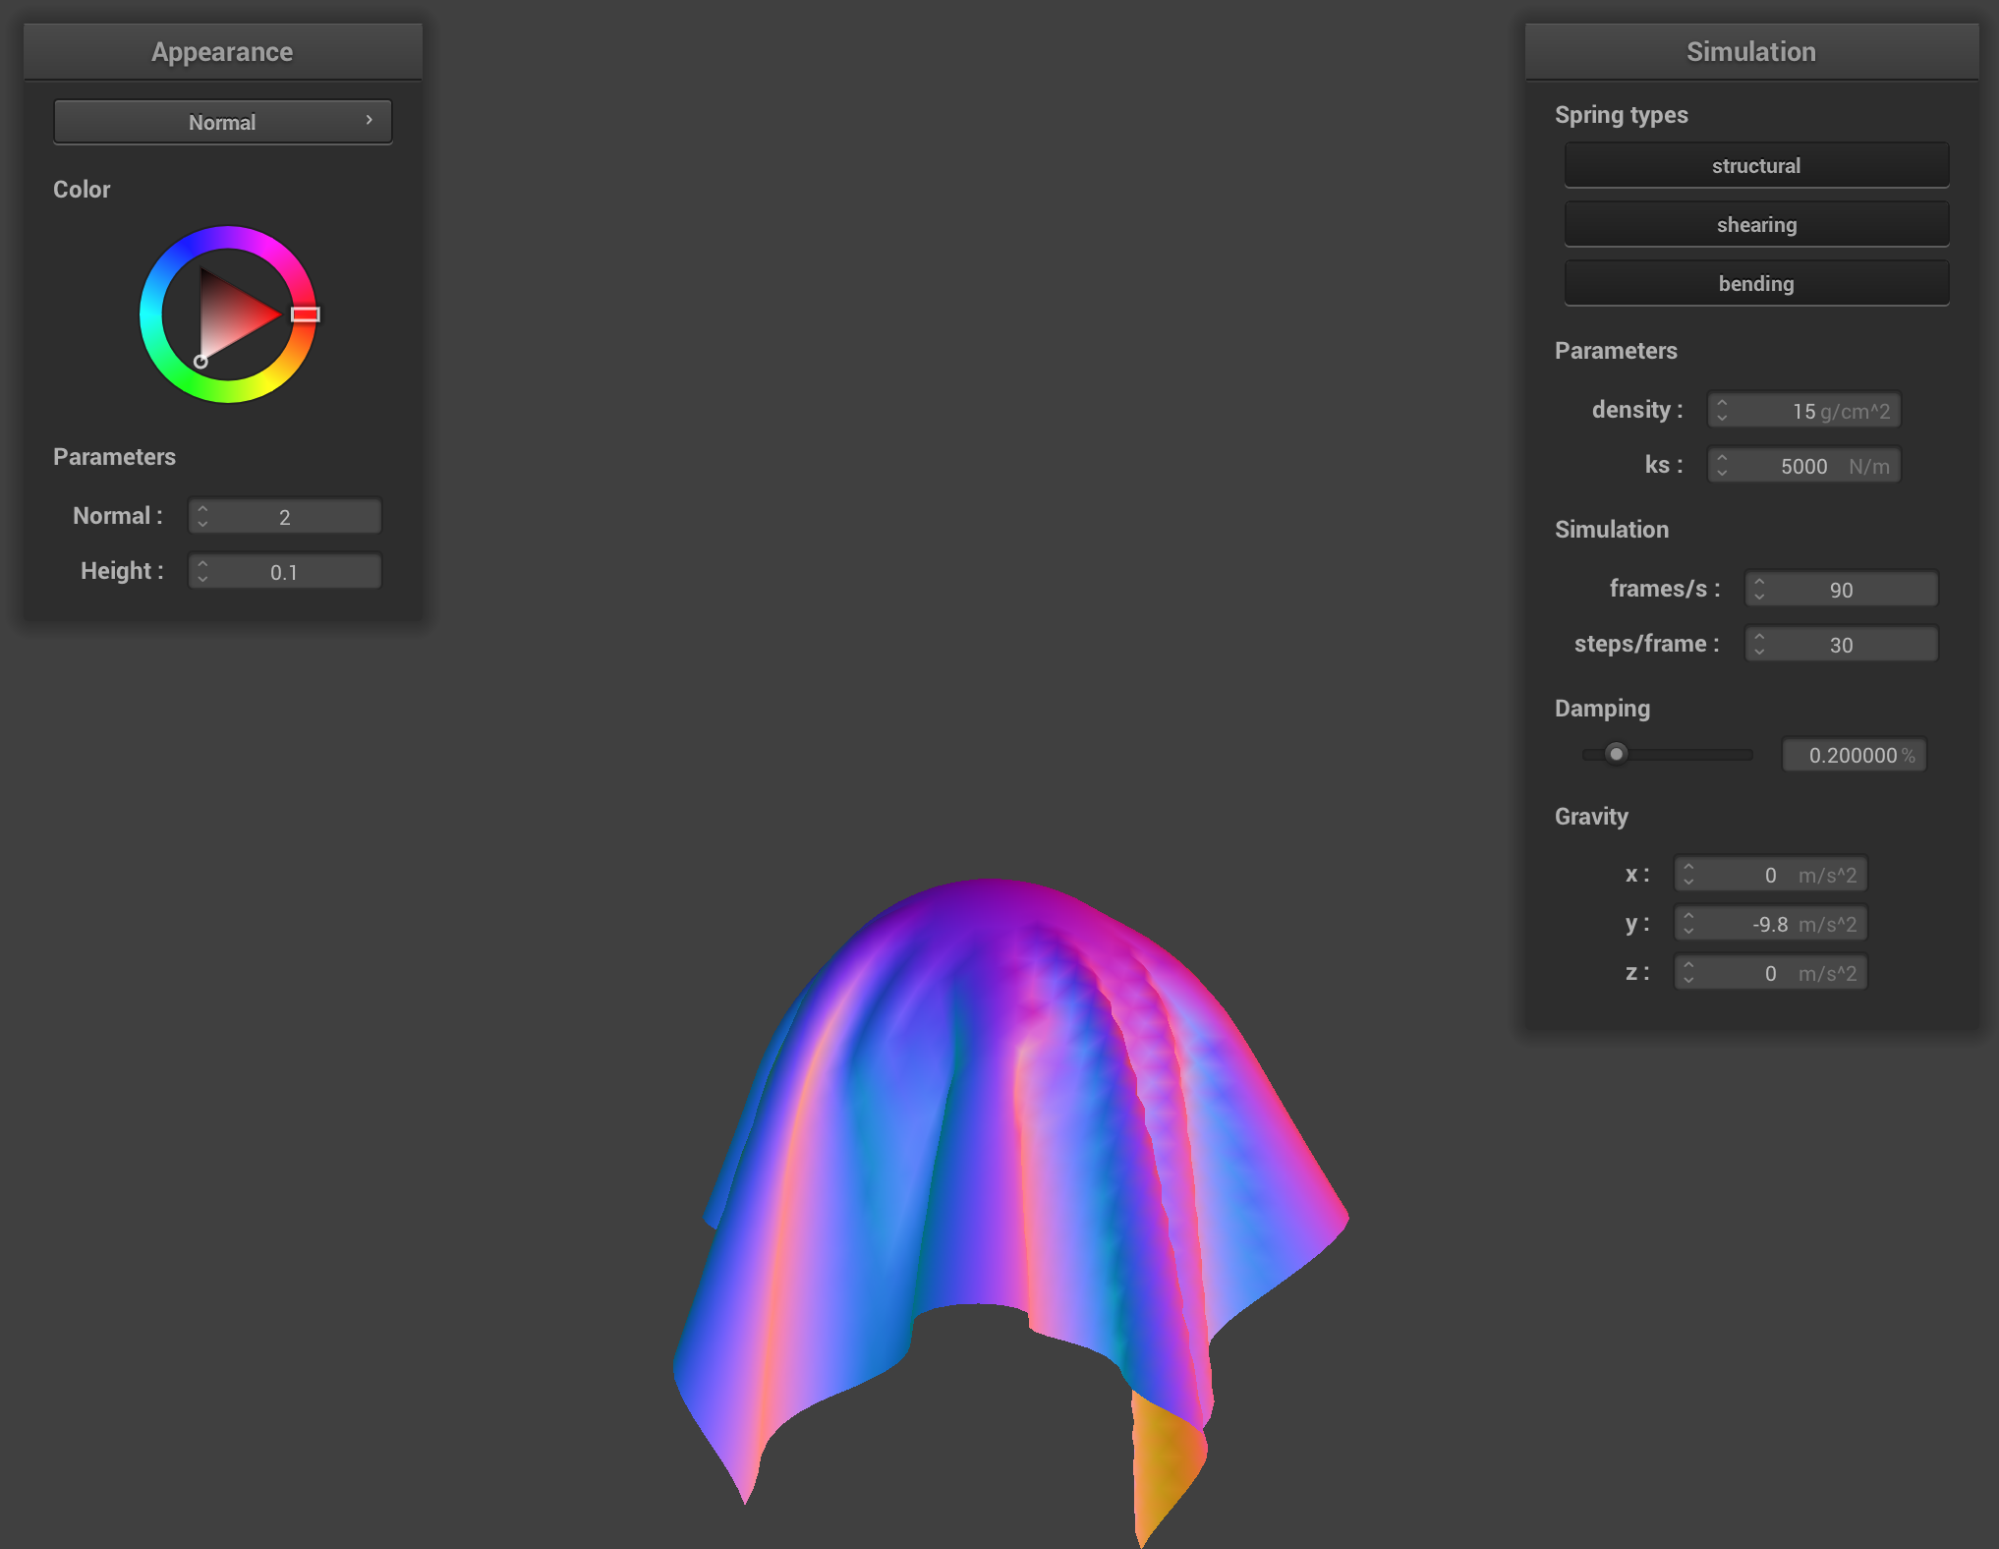 Appearance
Normal
Color
Parameters
Normal : 2
Height : 0.1
Simulation
Spring types
structural
shearing
bending
Parameters
density : 15 g/cm^2
ks : 5000 N/m
Simulation
frames/s : 90
steps/frame : 30
Damping
0.200000 %
Gravity
x : 0 m/s^2
y : -9.8 m/s^2
z : 0 m/s^2